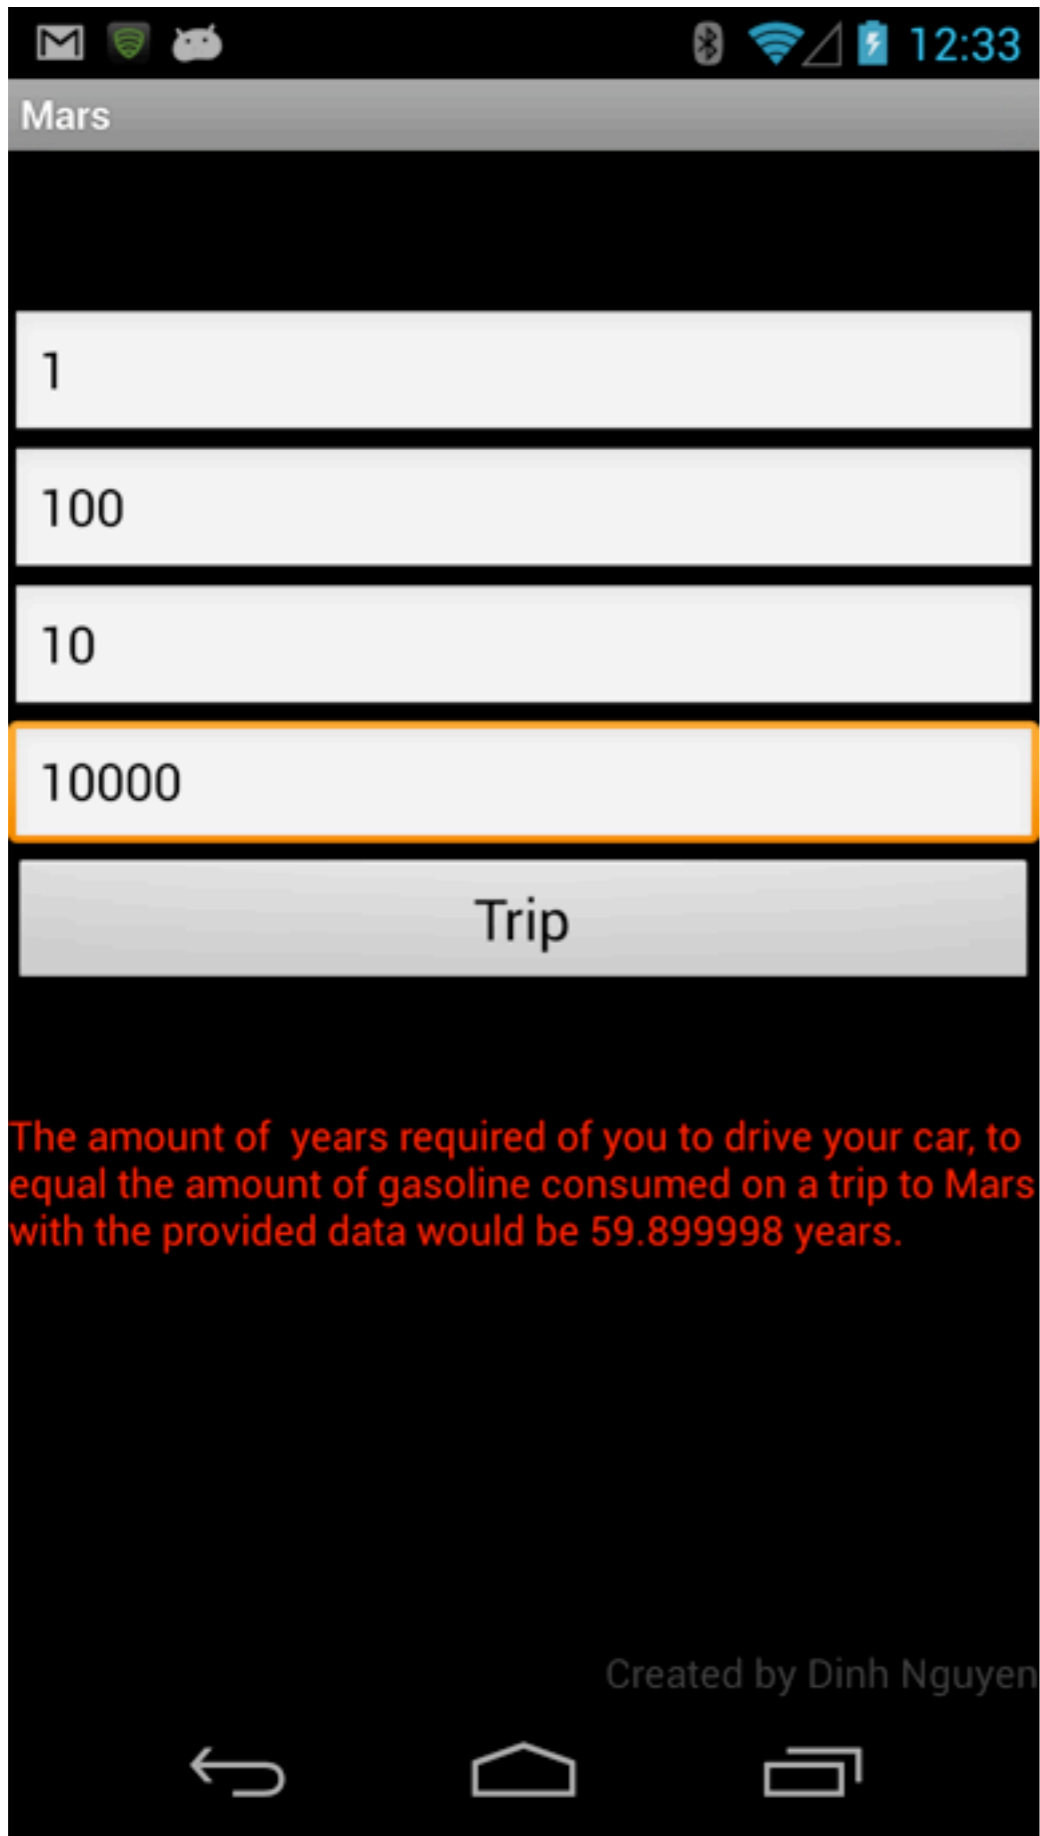 12:33
Mars
1
100
10
10000
Trip
The amount of  years required of you to drive your car, to
equal the amount of gasoline consumed on a trip to Mars
with the provided data would be 59.899998 years.
Created by Dinh Nguyen